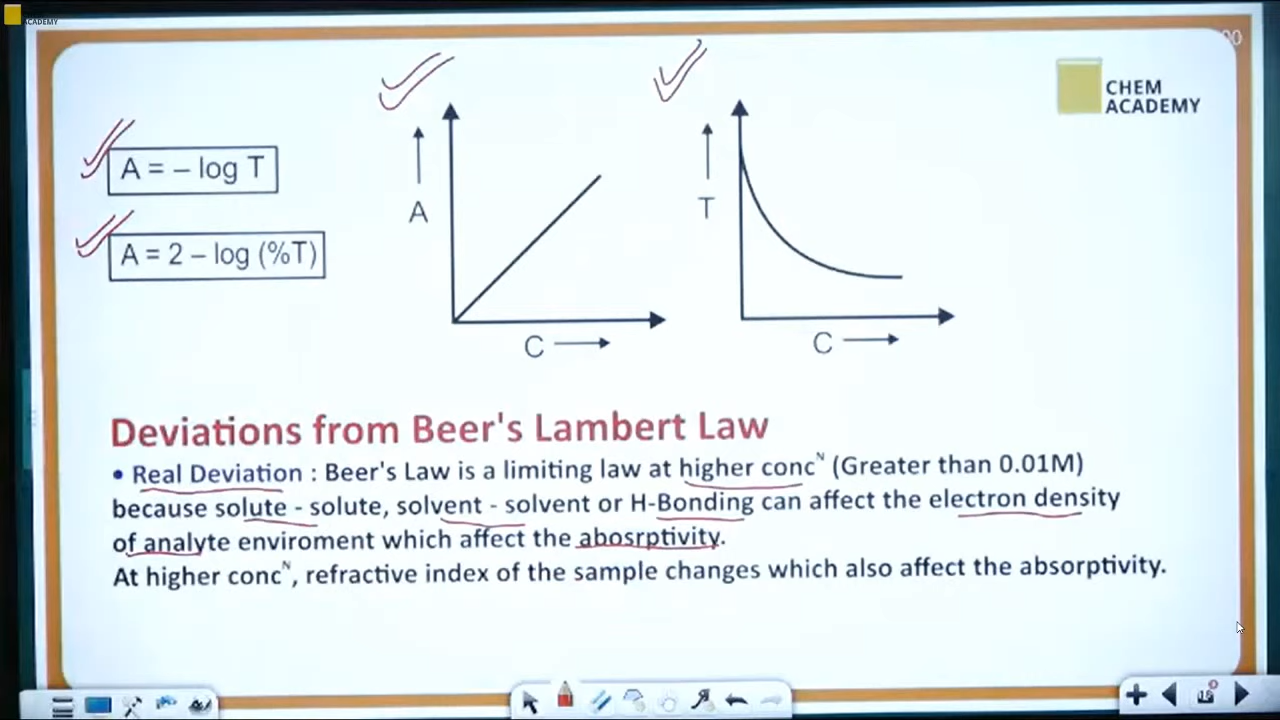 ACADEMY
CHEM
ACADEMY
A = – log T
A = 2 – log (%T)
A
C
T
C
Deviations from Beer's Lambert Law
• Real Deviation : Beer's Law is a limiting law at higher concᴺ (Greater than 0.01M)
because solute - solute, solvent - solvent or H-Bonding can affect the electron density
of analyte enviroment which affect the abosrptivity.
At higher concᴺ, refractive index of the sample changes which also affect the absorptivity.